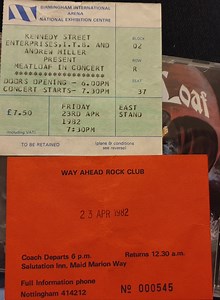 BIRMINGHAM INTERNATIONAL
ARENA
NATIONAL EXHIBITION CENTRE
KENNEDY STREET
ENTERPRISES,I.T.B. AND
ANDREW MILLER
PRESENT
MEATLOAF IN CONCERT
DOORS OPENING - 6.00PM
CONCERT STARTS- 7.30PM
BLOCK
02
ROW
R
SEAT
37
£7.50
FRIDAY
23RD APR
1982
7:30PM
EAST
STAND
TO BE RETAINED
Loaf
WAY AHEAD ROCK CLUB
23 APR 1982
Coach Departs 6 p.m.
Returns 12.30 a.m.
Salutation Inn, Maid Marion Way
Full Information phone
Nottingham 414212
Nº 000545